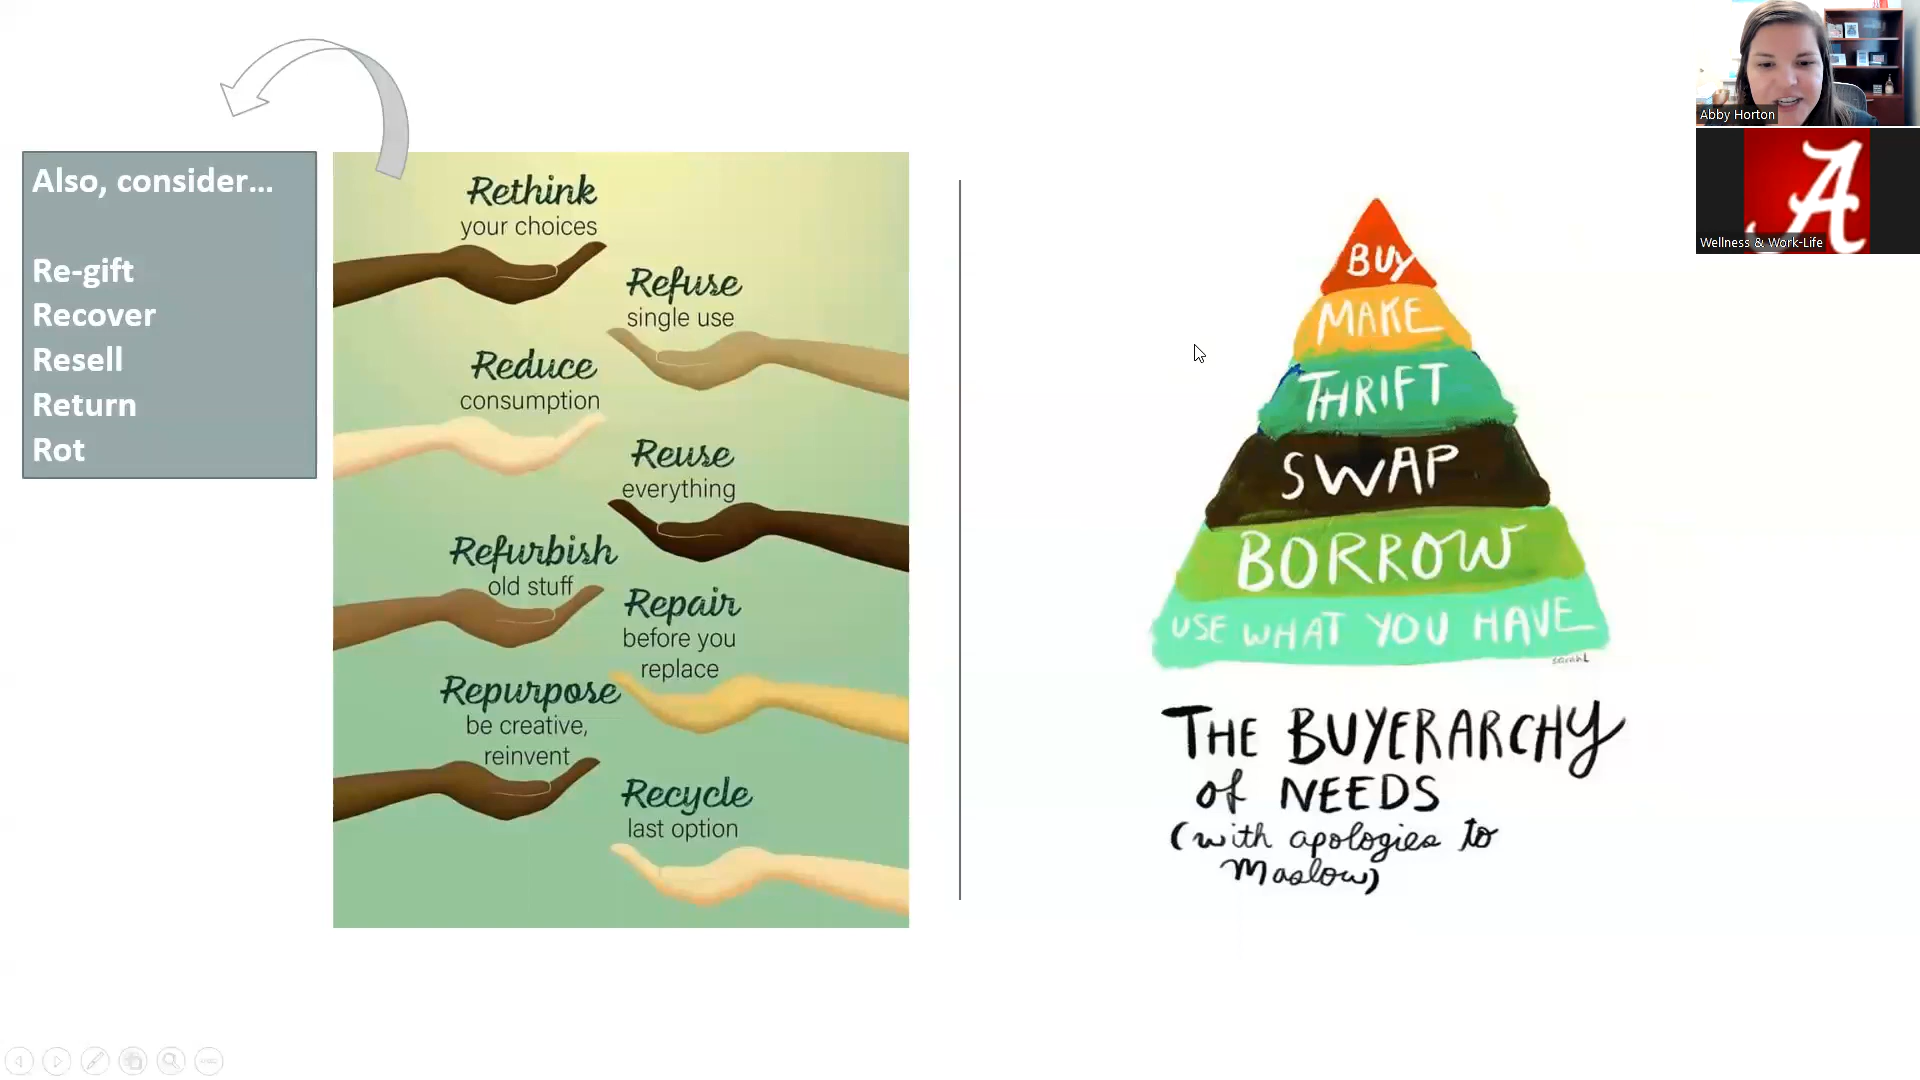 Also, consider...
Re-gift
Recover
Resell
Return
Rot
Rethink
your choices
Refuse
single use
Reduce
consumption
Reuse
everything
Refurbish
old stuff
Repair
before you
replace
Repurpose
be creative,
reinvent
Recycle
last option
BUY
MAKE
THRIFT
SWAP
BORROW
USE WHAT YOU HAVE
sarahL
THE BUYERARCHY
of NEEDS
(with apologies to
Maslow)
Abby Horton
A
Wellness & Work-Life